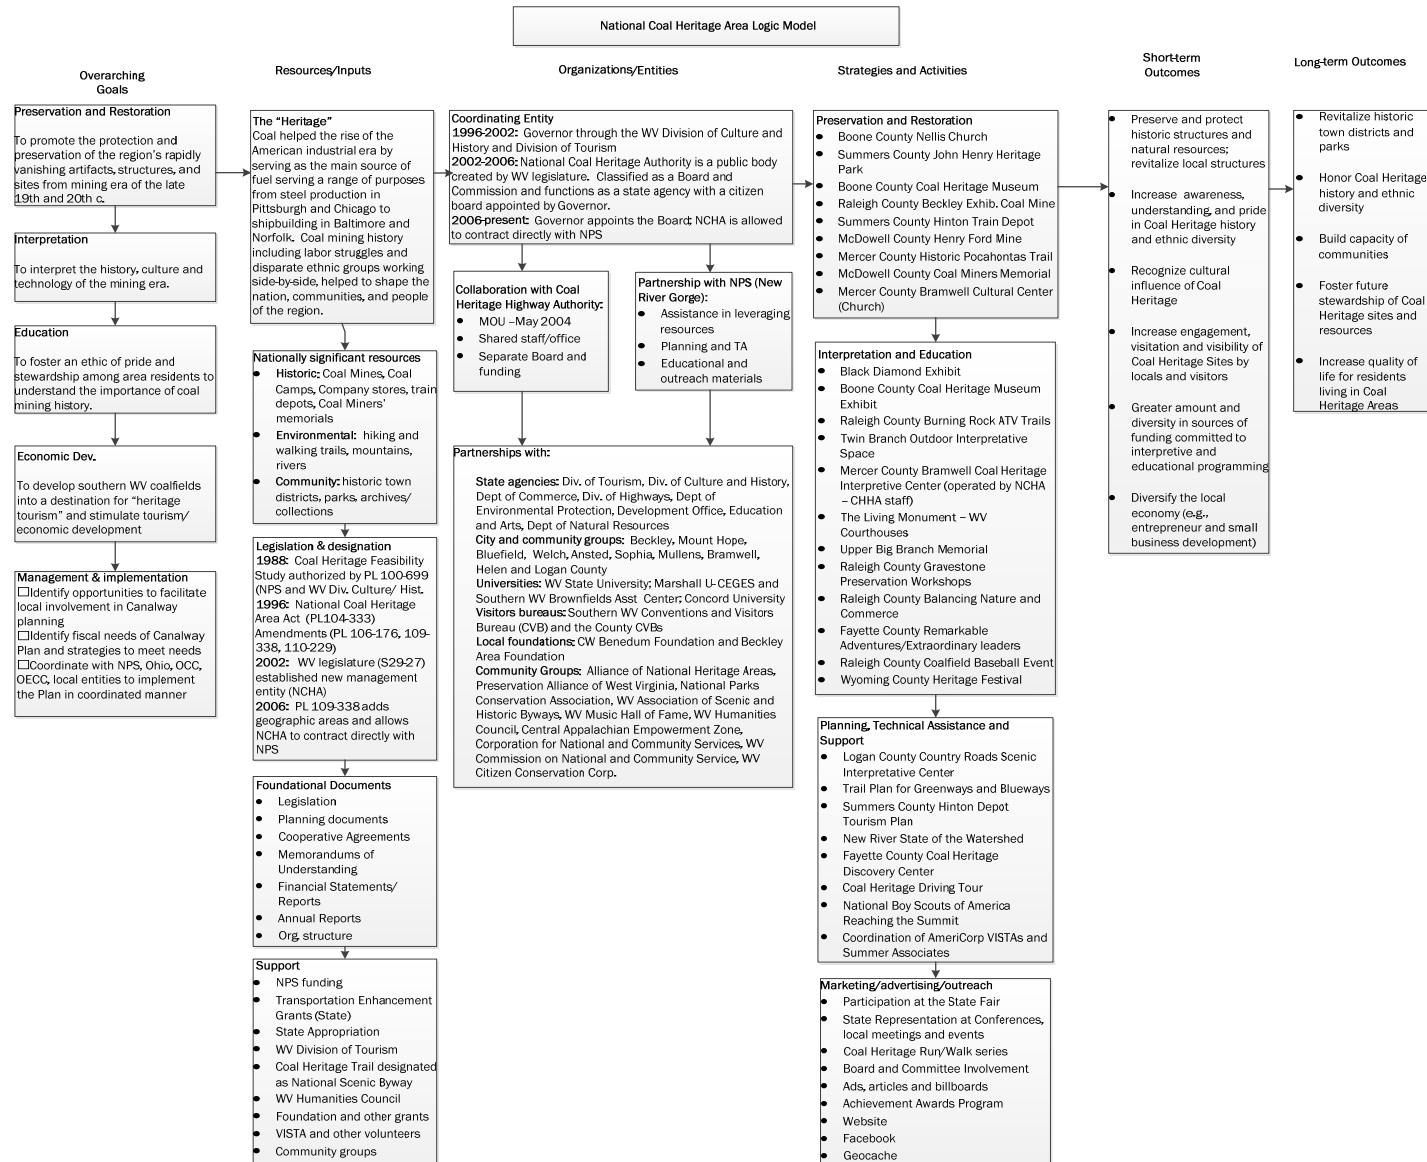 National Coal Heritage Area Logic Model
Overarching
Goals
Preservation and Restoration
To promote the protection and
preservation of the region's rapidly
vanishing artifacts, structures, and
sites from mining era of the late
19th and 20th c.
Interpretation
To interpret the history, culture and
technology of the mining era.
Education
To foster an ethic of pride and
stewardship among area residents to
understand the importance of coal
mining history.
Economic Dev.
To develop southern WV coalfields
into a destination for "heritage
tourism" and stimulate tourism/
economic development
Management & implementation
□Identify opportunities to facilitate
local involvement in Canalway
planning
□Identify fiscal needs of Canalway
Plan and strategies to meet needs
□Coordinate with NPS, Ohio, OCC,
OECC, local entities to implement
the Plan in coordinated manner
Resources/Inputs
The "Heritage"
Coal helped the rise of the
American industrial era by
serving as the main source of
fuel serving a range of purposes
from steel production in
Pittsburgh and Chicago to
shipbuilding in Baltimore and
Norfolk. Coal mining history
including labor struggles and
disparate ethnic groups working
side-by-side, helped to shape the
nation, communities, and people
of the region.
Nationally significant resources
• Historic: Coal Mines, Coal
Camps, Company stores, train
depots, Coal Miners'
memorials
• Environmental: hiking and
walking trails, mountains,
rivers
• Community: historic town
districts, parks, archives/
collections
Legislation & designation
1988: Coal Heritage Feasibility
Study authorized by PL 100-699
(NPS and WV Div. Culture/ Hist.
1996: National Coal Heritage
Area Act (PL104-333)
Amendments (PL 106-176, 109-
338, 110-229)
2002: WV legislature (S29-27)
established new management
entity (NCHA)
2006: PL 109-338 adds
geographic areas and allows
NCHA to contract directly with
NPS
Foundational Documents
• Legislation
• Planning documents
• Cooperative Agreements
• Memorandums of
Understanding
• Financial Statements/
Reports
• Annual Reports
• Org. structure
Support
• NPS funding
• Transportation Enhancement
Grants (State)
• State Appropriation
• WV Division of Tourism
• Coal Heritage Trail designated
as National Scenic Byway
• WV Humanities Council
• Foundation and other grants
• VISTA and other volunteers
• Community groups
Organizations/Entities
Coordinating Entity
1996-2002: Governor through the WV Division of Culture and
History and Division of Tourism
2002-2006: National Coal Heritage Authority is a public body
created by WV legislature. Classified as a Board and
Commission and functions as a state agency with a citizen
board appointed by Governor.
2006-present: Governor appoints the Board; NCHA is allowed
to contract directly with NPS
Collaboration with Coal
Heritage Highway Authority:
• MOU –May 2004
• Shared staff/office
• Separate Board and
funding
Partnership with NPS (New
River Gorge):
• Assistance in leveraging
resources
• Planning and TA
• Educational and
outreach materials
Partnerships with:
State agencies: Div. of Tourism, Div. of Culture and History,
Dept of Commerce, Div. of Highways, Dept of
Environmental Protection, Development Office, Education
and Arts, Dept of Natural Resources
City and community groups: Beckley, Mount Hope,
Bluefield, Welch, Ansted, Sophia, Mullens, Bramwell,
Helen and Logan County
Universities: WV State University; Marshall U-CEGES and
Southern WV Brownfields Asst Center; Concord University
Visitors bureaus: Southern WV Conventions and Visitors
Bureau (CVB) and the County CVBs
Local foundations: CW Benedum Foundation and Beckley
Area Foundation
Community Groups: Alliance of National Heritage Areas,
Preservation Alliance of West Virginia, National Parks
Conservation Association, WV Association of Scenic and
Historic Byways, WV Music Hall of Fame, WV Humanities
Council, Central Appalachian Empowerment Zone,
Corporation for National and Community Services, WV
Commission on National and Community Service, WV
Citizen Conservation Corp.
Strategies and Activities
Preservation and Restoration
• Boone County Nellis Church
• Summers County John Henry Heritage
Park
• Boone County Coal Heritage Museum
• Raleigh County Beckley Exhib. Coal Mine
• Summers County Hinton Train Depot
• McDowell County Henry Ford Mine
• Mercer County Historic Pocahontas Trail
• McDowell County Coal Miners Memorial
• Mercer County Bramwell Cultural Center
(Church)
Interpretation and Education
• Black Diamond Exhibit
• Boone County Coal Heritage Museum
Exhibit
• Raleigh County Burning Rock ATV Trails
• Twin Branch Outdoor Interpretative
Space
• Mercer County Bramwell Coal Heritage
Interpretive Center (operated by NCHA
– CHHA staff)
• The Living Monument – WV
Courthouses
• Upper Big Branch Memorial
• Raleigh County Gravestone
Preservation Workshops
• Raleigh County Balancing Nature and
Commerce
• Fayette County Remarkable
Adventures/Extraordinary leaders
• Raleigh County Coalfield Baseball Event
• Wyoming County Heritage Festival
Planning, Technical Assistance and
Support
• Logan County Country Roads Scenic
Interpretative Center
• Trail Plan for Greenways and Blueways
• Summers County Hinton Depot
Tourism Plan
• New River State of the Watershed
• Fayette County Coal Heritage
Discovery Center
• Coal Heritage Driving Tour
• National Boy Scouts of America
Reaching the Summit
• Coordination of AmeriCorp VISTAs and
Summer Associates
Marketing/advertising/outreach
• Participation at the State Fair
• State Representation at Conferences,
local meetings and events
• Coal Heritage Run/Walk series
• Board and Committee Involvement
• Ads, articles and billboards
• Achievement Awards Program
• Website
• Facebook
• Geocache
Short-term
Outcomes
• Preserve and protect
historic structures and
natural resources;
revitalize local structures
• Increase awareness,
understanding, and pride
in Coal Heritage history
and ethnic diversity
• Recognize cultural
influence of Coal
Heritage
• Increase engagement,
visitation and visibility of
Coal Heritage Sites by
locals and visitors
• Greater amount and
diversity in sources of
funding committed to
interpretive and
educational programming
• Diversify the local
economy (e.g.,
entrepreneur and small
business development)
Long-term Outcomes
• Revitalize historic
town districts and
parks
• Honor Coal Heritage
history and ethnic
diversity
• Build capacity of
communities
• Foster future
stewardship of Coal
Heritage sites and
resources
• Increase quality of
life for residents
living in Coal
Heritage Areas